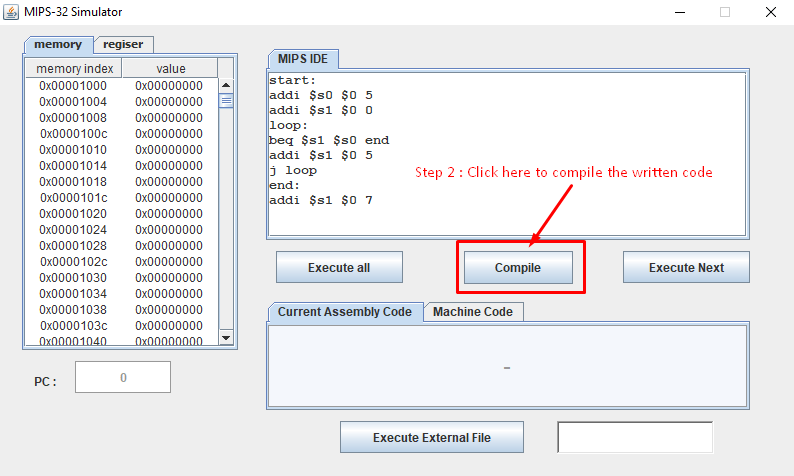 MIPS-32 Simulator
memory regiser
memory index value
0x00001000 0x00000000
0x00001004 0x00000000
0x00001008 0x00000000
0x0000100c 0x00000000
0x00001010 0x00000000
0x00001014 0x00000000
0x00001018 0x00000000
0x0000101c 0x00000000
0x00001020 0x00000000
0x00001024 0x00000000
0x00001028 0x00000000
0x0000102c 0x00000000
0x00001030 0x00000000
0x00001034 0x00000000
0x00001038 0x00000000
0x0000103c 0x00000000
0x00001040 0x00000000
PC : 0
MIPS IDE
start:
addi $s0 $0 5
addi $s1 $0 0
loop:
beq $s1 $s0 end
addi $s1 $0 5
j loop
end:
addi $s1 $0 7
Step 2 : Click here to compile the written code
Execute all Compile Execute Next
Current Assembly Code Machine Code
_
Execute External File